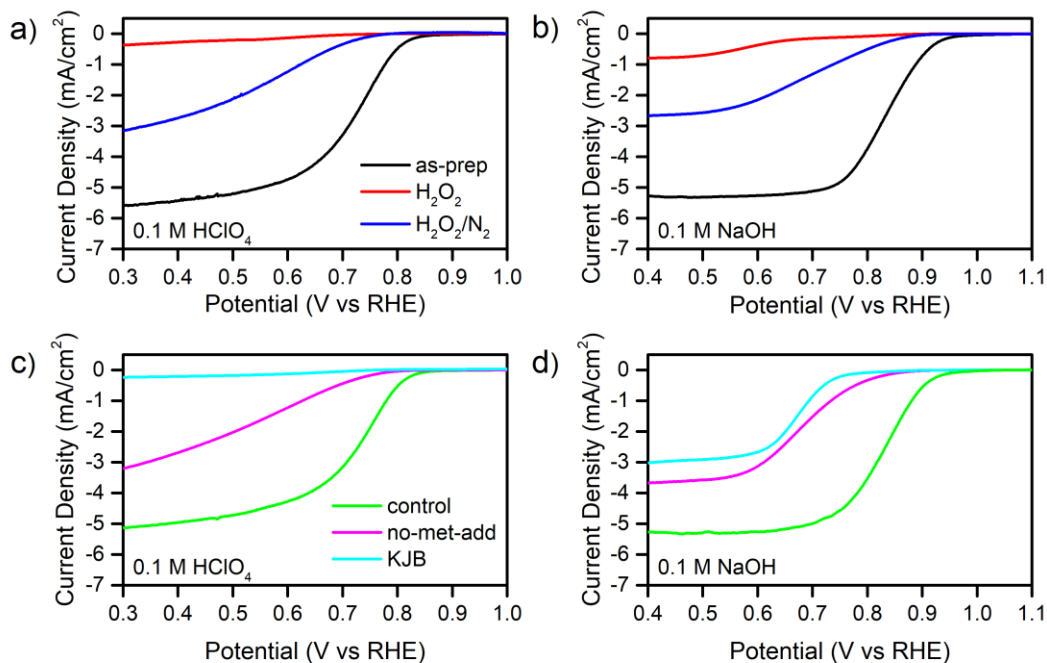 a)
Current Density (mA/cm²)
0
-1
-2
-3
-4
-5
-6
-7
as-prep
H₂O₂
H₂O₂/N₂
0.1 M HClO₄
0.3 0.4 0.5 0.6 0.7 0.8 0.9 1.0
Potential (V vs RHE)
b)
Current Density (mA/cm²)
0
-1
-2
-3
-4
-5
-6
-7
0.1 M NaOH
0.4 0.5 0.6 0.7 0.8 0.9 1.0 1.1
Potential (V vs RHE)
c)
Current Density (mA/cm²)
0
-1
-2
-3
-4
-5
-6
-7
control
no-met-add
KJB
0.1 M HClO₄
0.3 0.4 0.5 0.6 0.7 0.8 0.9 1.0
Potential (V vs RHE)
d)
Current Density (mA/cm²)
0
-1
-2
-3
-4
-5
-6
-7
0.1 M NaOH
0.4 0.5 0.6 0.7 0.8 0.9 1.0 1.1
Potential (V vs RHE)